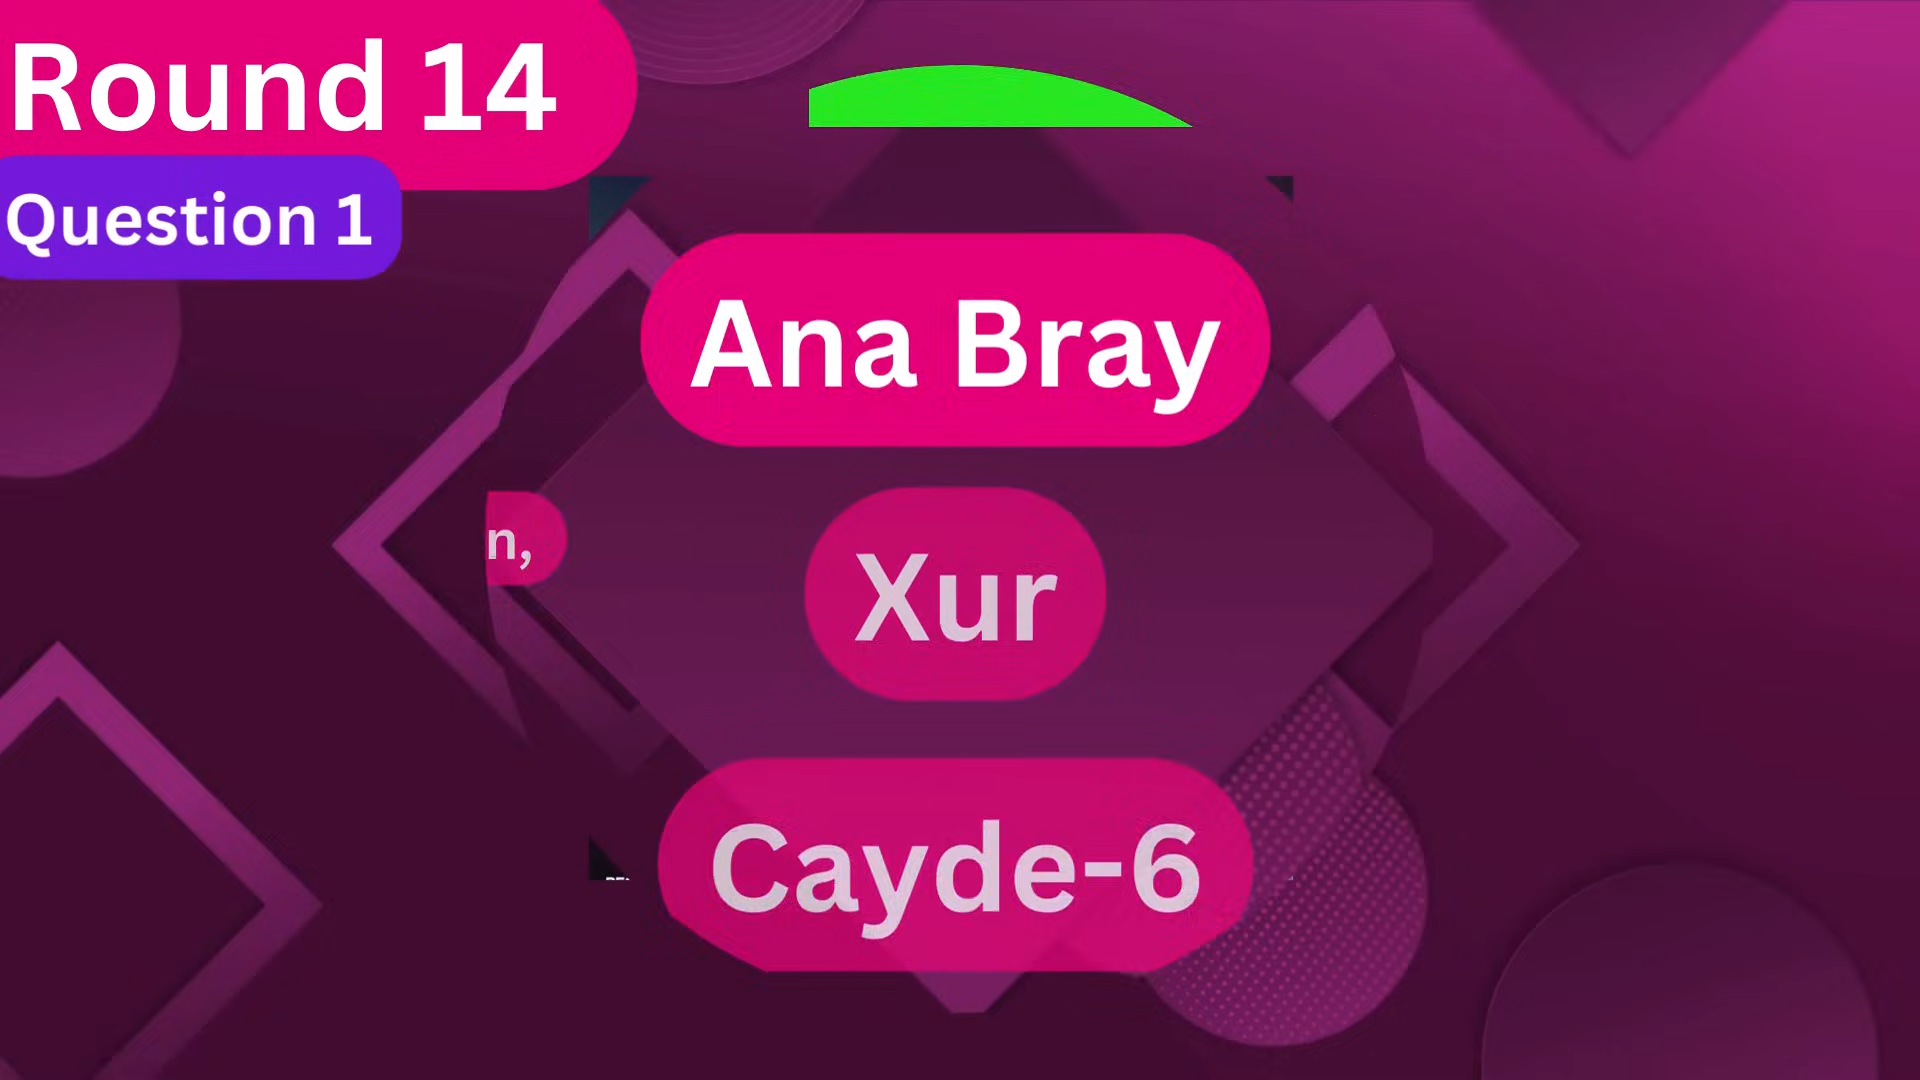 Round 14
Question 1
Ana Bray
n,
Xur
Cayde-6